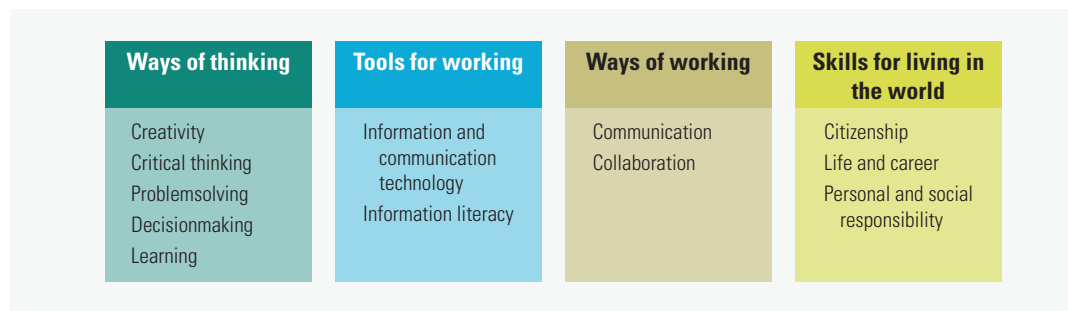 Ways of thinking
Creativity
Critical thinking
Problemsolving
Decisionmaking
Learning
Tools for working
Information and
communication
technology
Information literacy
Ways of working
Communication
Collaboration
Skills for living in
the world
Citizenship
Life and career
Personal and social
responsibility